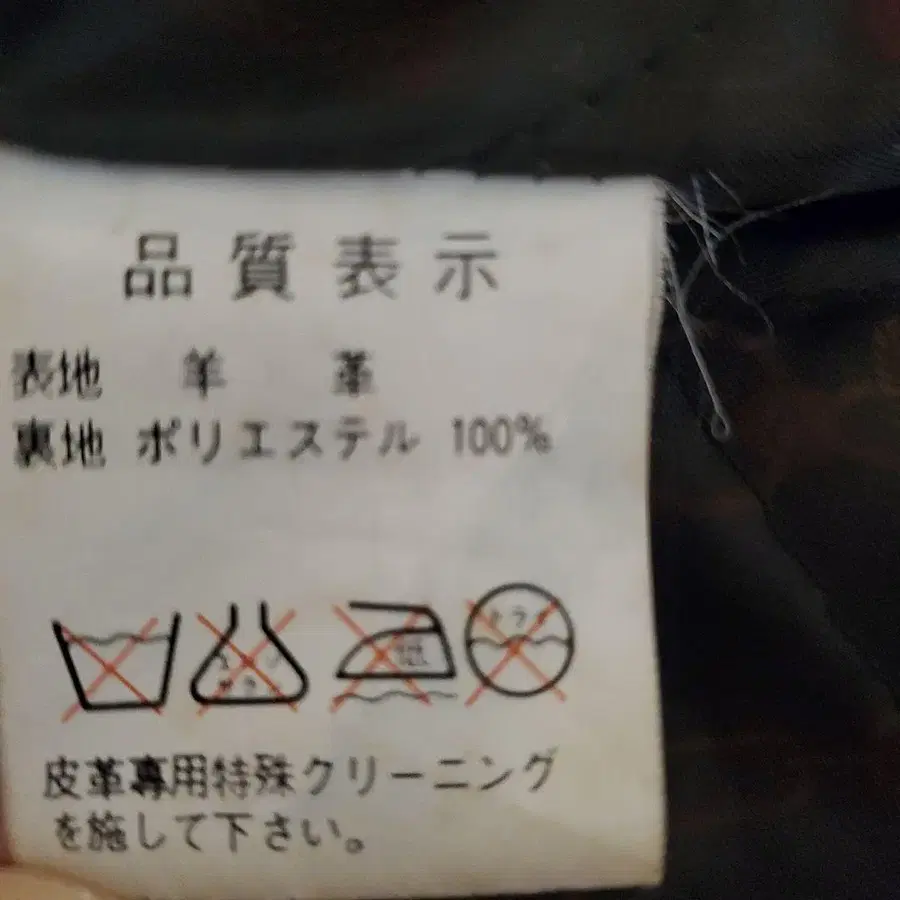 品質表示
表地 羊革
裏地 ポリエステル 100%
皮革専用特殊クリーニング
を施して下さい。